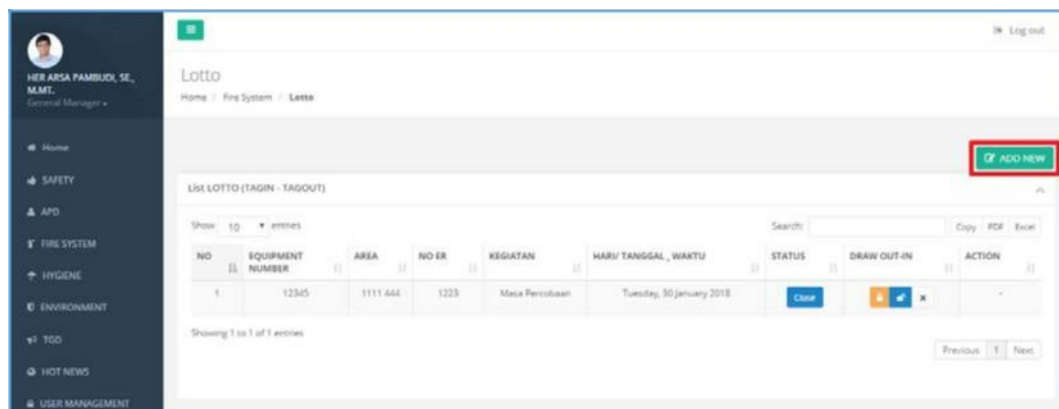 Log out
HER ARSA PAMBUDI, SE.,
M.MT.
General Manager
Lotto
Home / Fire System / Lotto
Home
SAFETY
APD
FIRE SYSTEM
HYGIENE
ENVIRONMENT
TGD
HOT NEWS
USER MANAGEMENT
ADD NEW
List LOTTO (TAGIN - TAGOUT)
Show 10 entries Search: Copy PDF Excel
NO EQUIPMENT NUMBER AREA NO ER KEGIATAN HARI/ TANGGAL , WAKTU STATUS DRAW OUT-IN ACTION
1 12345 1111 444 1223 Masa Percobaan Tuesday, 30 January 2018 Close -
Showing 1 to 1 of 1 entries
Previous 1 Next